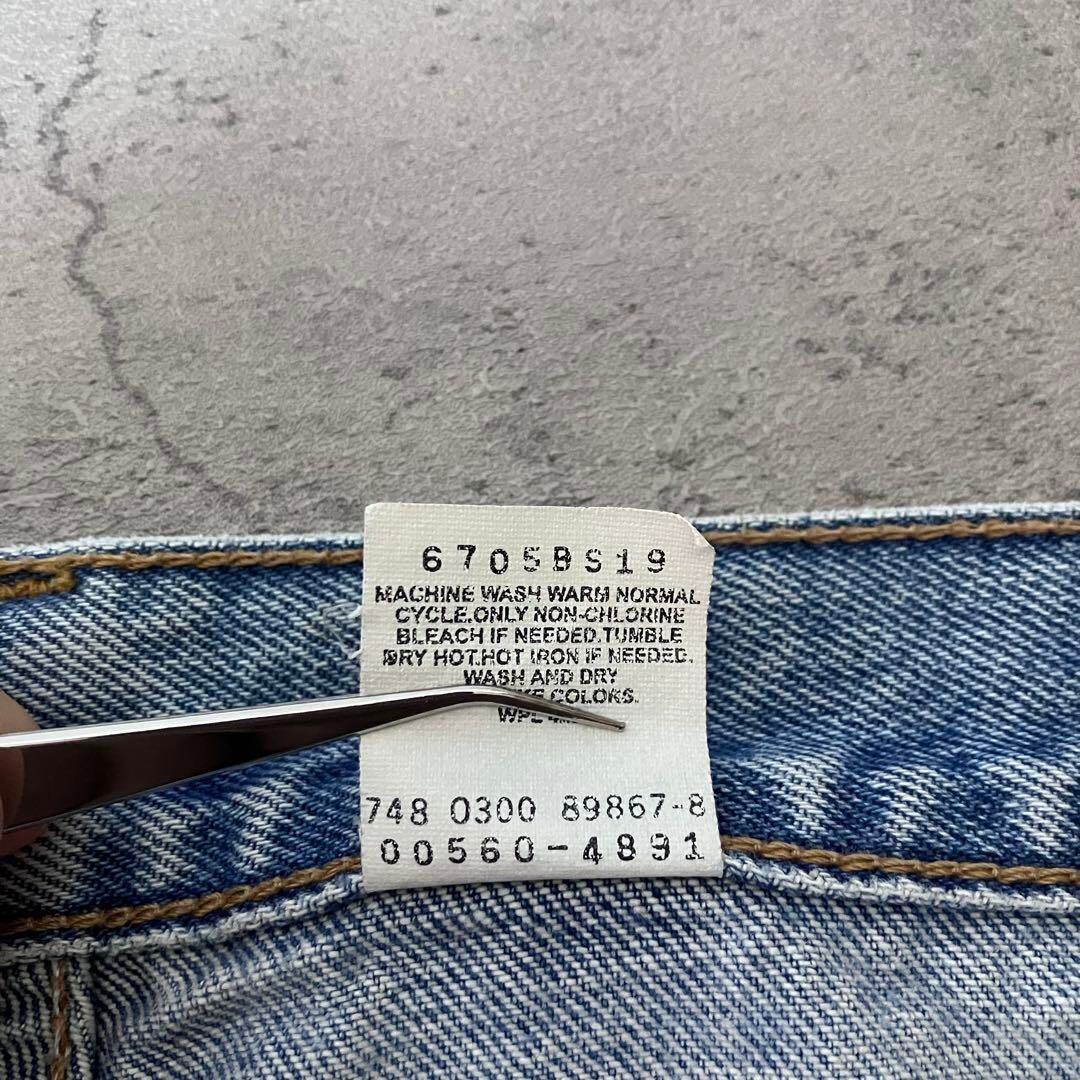 6705BS19
MACHINE WASH WARM NORMAL
CYCLE.ONLY NON-CHLORINE
BLEACH IF NEEDED.TUMBLE
DRY HOT.HOT IRON IF NEEDED.
WASH AND DRY
COLORS.
WPL
748 0300 89867-8
00560-4891